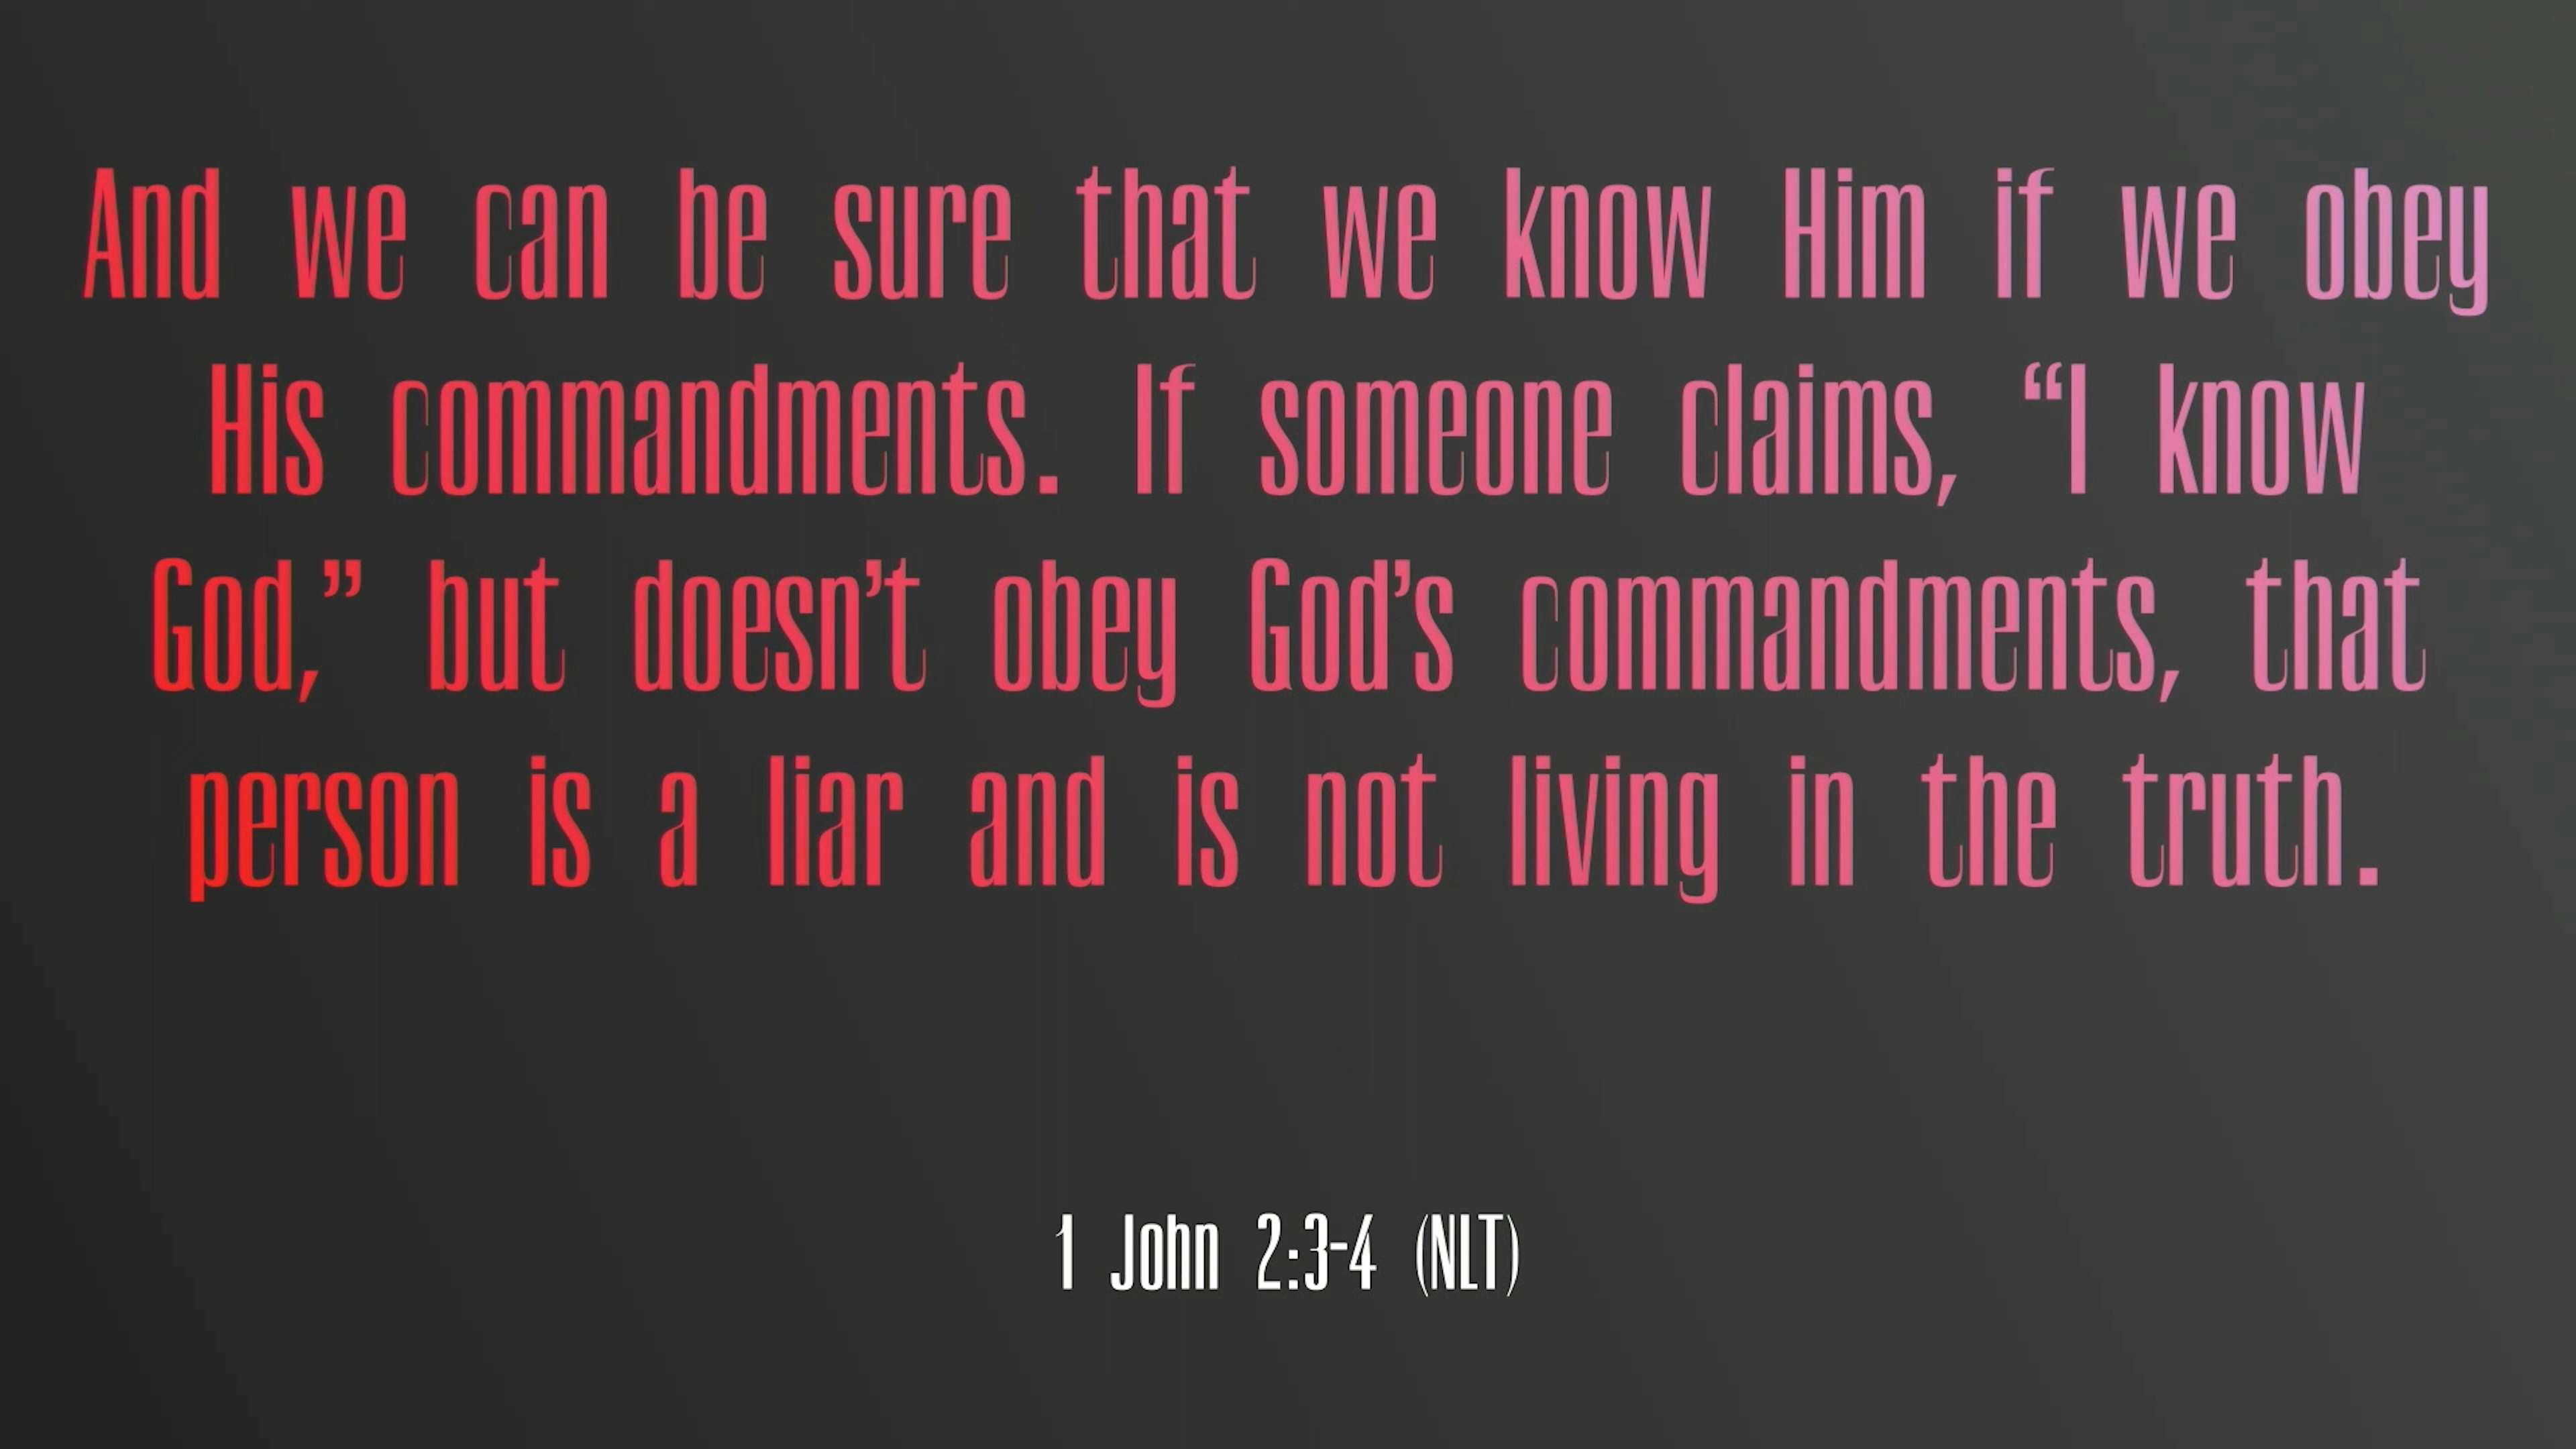 And we can be sure that we know Him if we obey
His commandments. If someone claims, “I know
God,” but doesn’t obey God’s commandments, that
person is a liar and is not living in the truth.
1 John 2:3-4 (NLT)